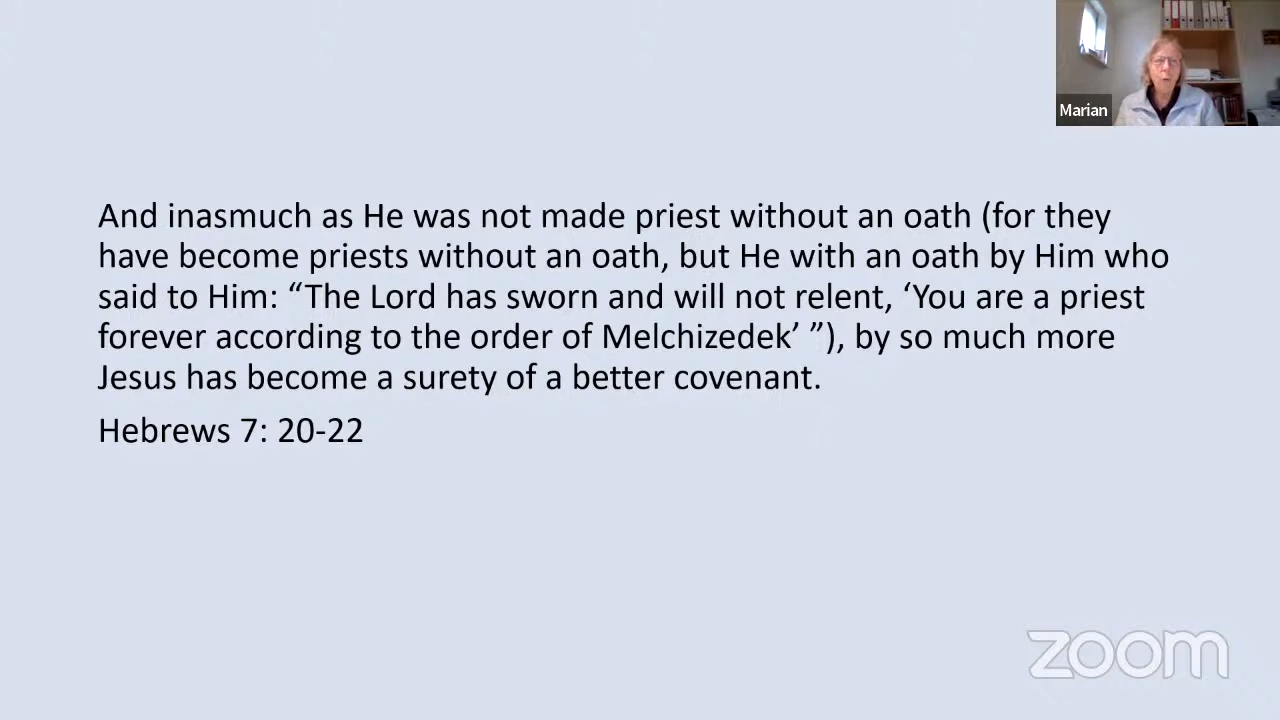 Marian
And inasmuch as He was not made priest without an oath (for they
have become priests without an oath, but He with an oath by Him who
said to Him: “The Lord has sworn and will not relent, ‘You are a priest
forever according to the order of Melchizedek’ ”), by so much more
Jesus has become a surety of a better covenant.
Hebrews 7: 20-22
zoom